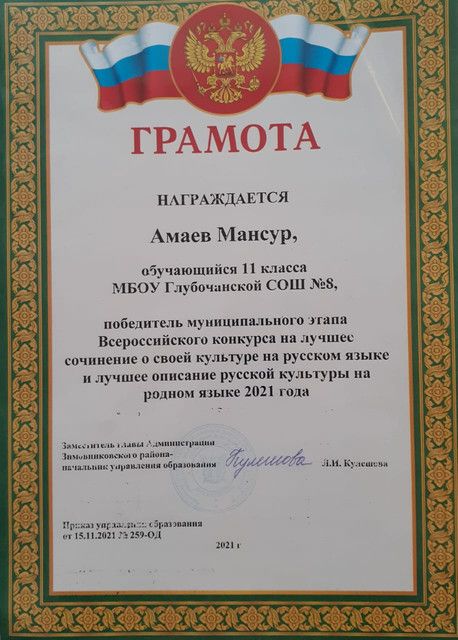 ГРАМОТА
НАГРАЖДАЕТСЯ
Амаев Мансур,
обучающийся 11 класса
МБОУ Глубочанской СОШ №8,
победитель муниципального этапа
Всероссийского конкурса на лучшее
сочинение о своей культуре на русском языке
и лучшее описание русской культуры на
родном языке 2021 года
Заместитель главы Администрации
Зимовниковского района-
начальник управления образования Кулешова Л.И. Кулешова
Приказ управления образования
от 15.11.2021 № 259-ОД
2021 г